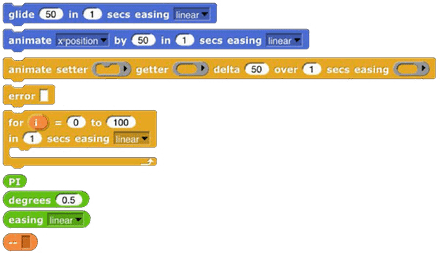 glide 50 in 1 secs easing linear
animate x-position by 50 in 1 secs easing linear
animate setter getter delta 50 over 1 secs easing
error
for i = 0 to 100
in 1 secs easing linear
PI
degrees 0.5
easing linear
--